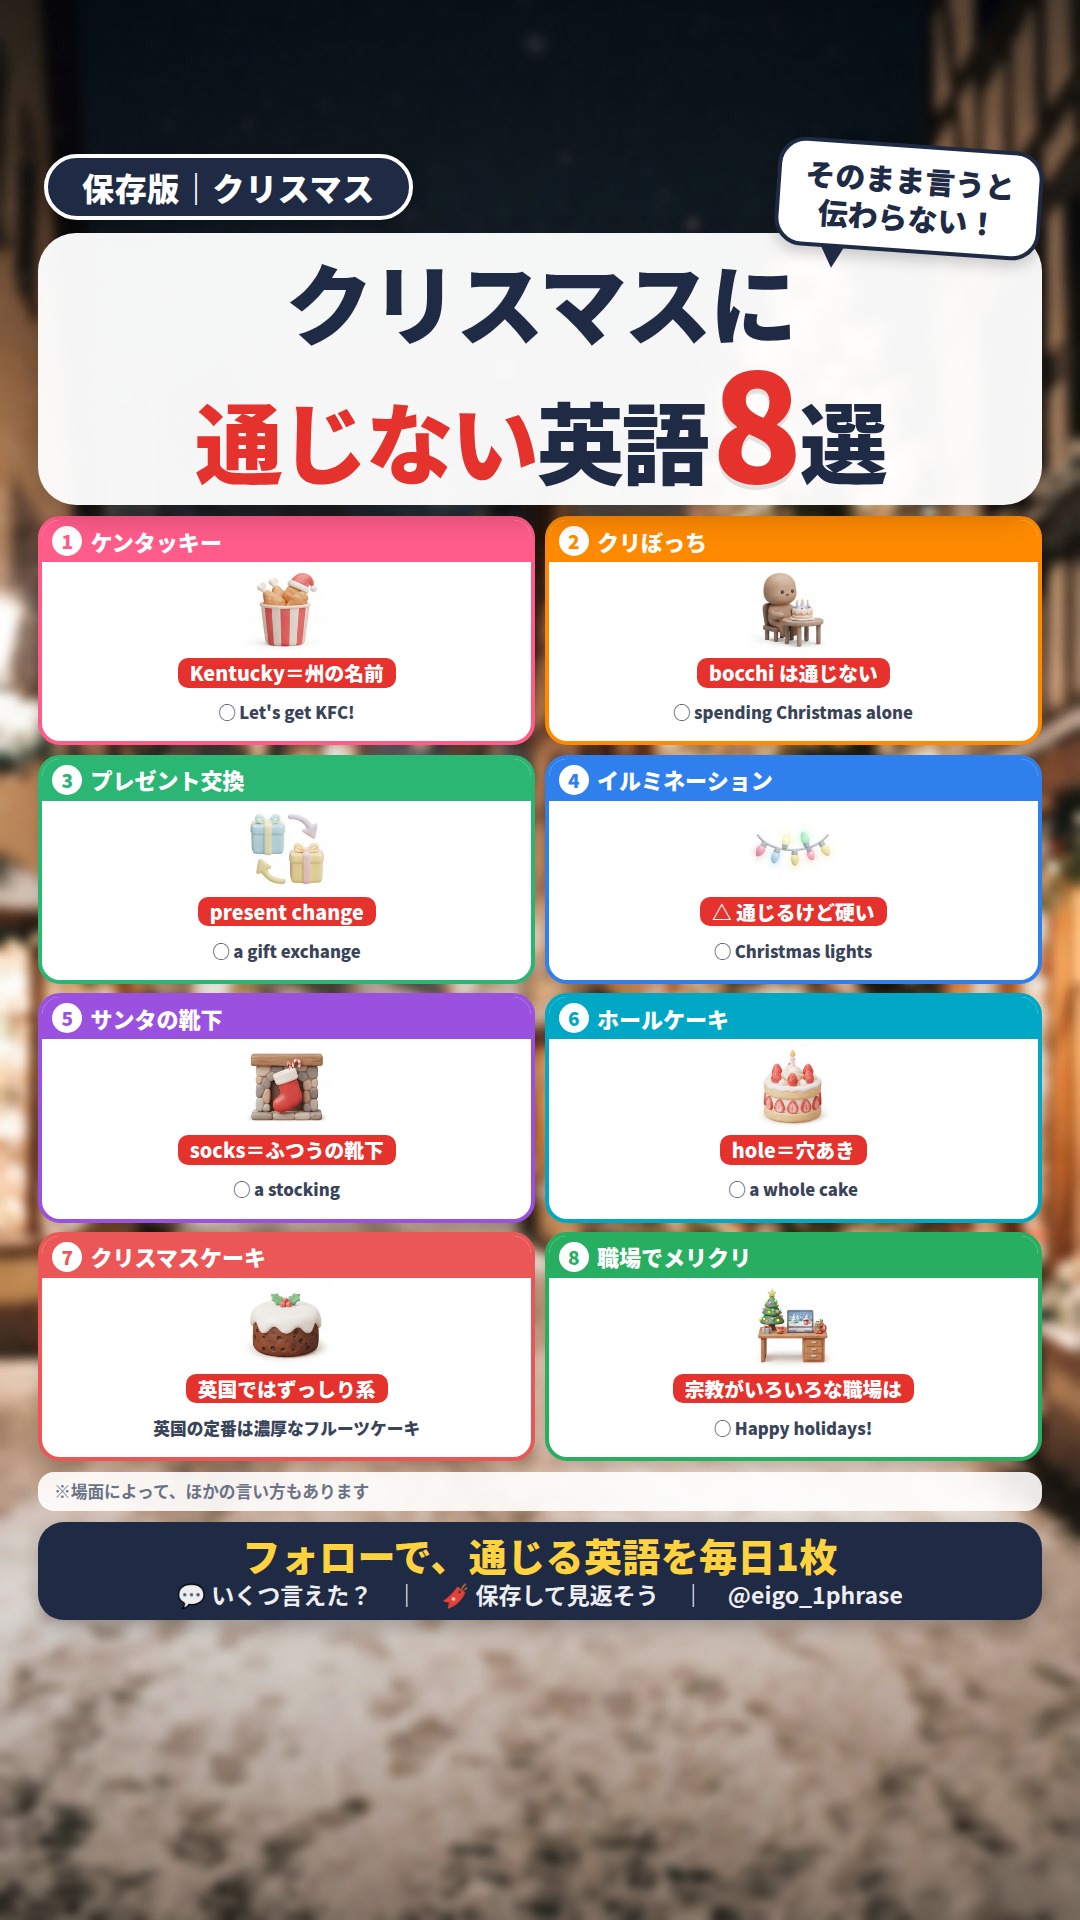 保存版｜クリスマス
そのまま言うと
伝わらない！
クリスマスに
通じない英語8選
1 ケンタッキー
Kentucky＝州の名前
◯ Let's get KFC!
2 クリぼっち
bocchi は通じない
◯ spending Christmas alone
3 プレゼント交換
present change
◯ a gift exchange
4 イルミネーション
△ 通じるけど硬い
◯ Christmas lights
5 サンタの靴下
socks＝ふつうの靴下
◯ a stocking
6 ホールケーキ
hole＝穴あき
◯ a whole cake
7 クリスマスケーキ
英国ではずっしり系
英国の定番は濃厚なフルーツケーキ
8 職場でメリクリ
宗教がいろいろな職場は
◯ Happy holidays!
※場面によって、ほかの言い方もあります
フォローで、通じる英語を毎日1枚
💬 いくつ言えた？ ｜ 🔖 保存して見返そう ｜ @eigo_1phrase